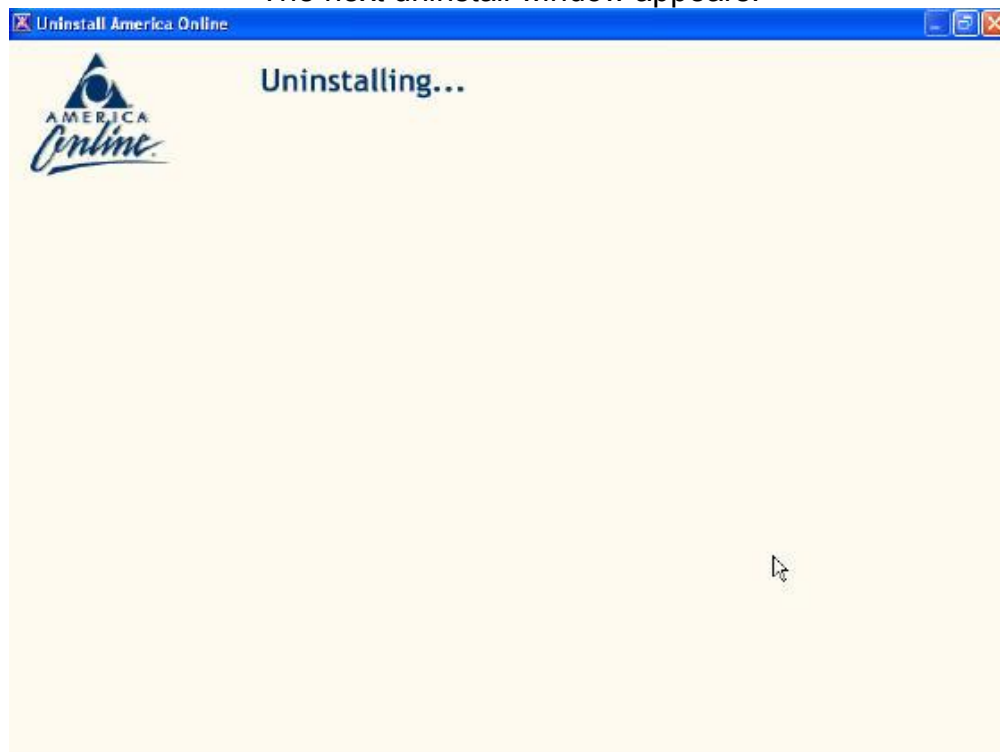 The next uninstall window appears.
Uninstall America Online
Uninstalling...
AMERICA
Online.